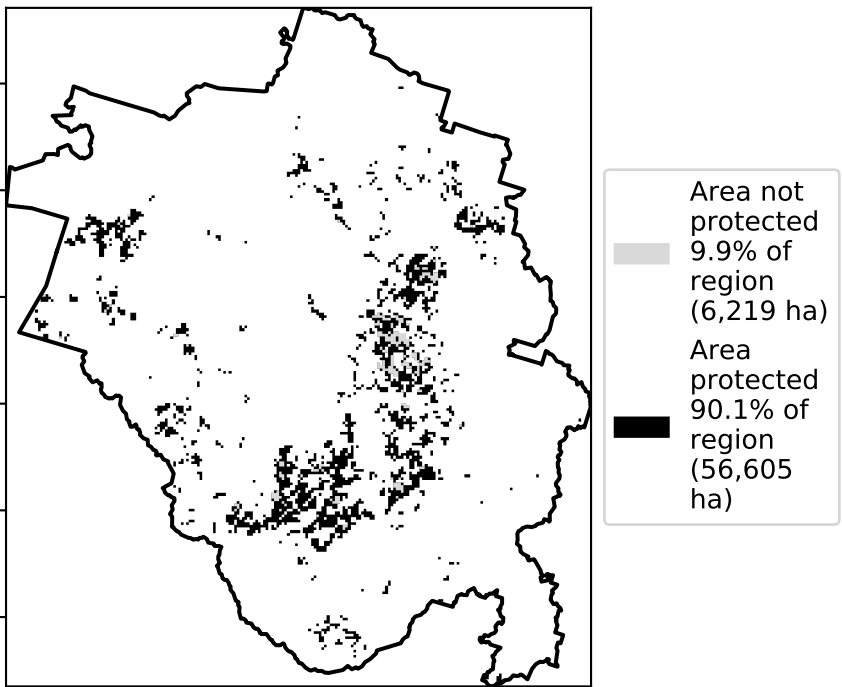 Area not
protected
9.9% of
region
(6,219 ha)
Area
protected
90.1% of
region
(56,605
ha)